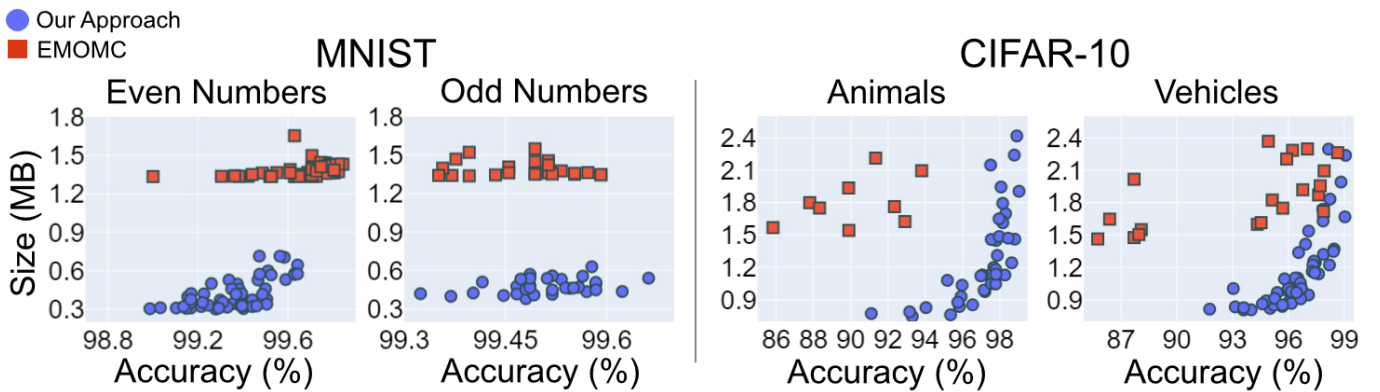 Our Approach
EMOMC
MNIST
CIFAR-10
Even Numbers
Odd Numbers
Animals
Vehicles
Size (MB)
1.8
1.5
1.2
0.9
0.6
0.3
98.8 99.2 99.6
Accuracy (%)
1.8
1.5
1.2
0.9
0.6
0.3
99.3 99.45 99.6
Accuracy (%)
2.4
2.1
1.8
1.5
1.2
0.9
86 88 90 92 94 96 98
Accuracy (%)
2.4
2.1
1.8
1.5
1.2
0.9
87 90 93 96 99
Accuracy (%)